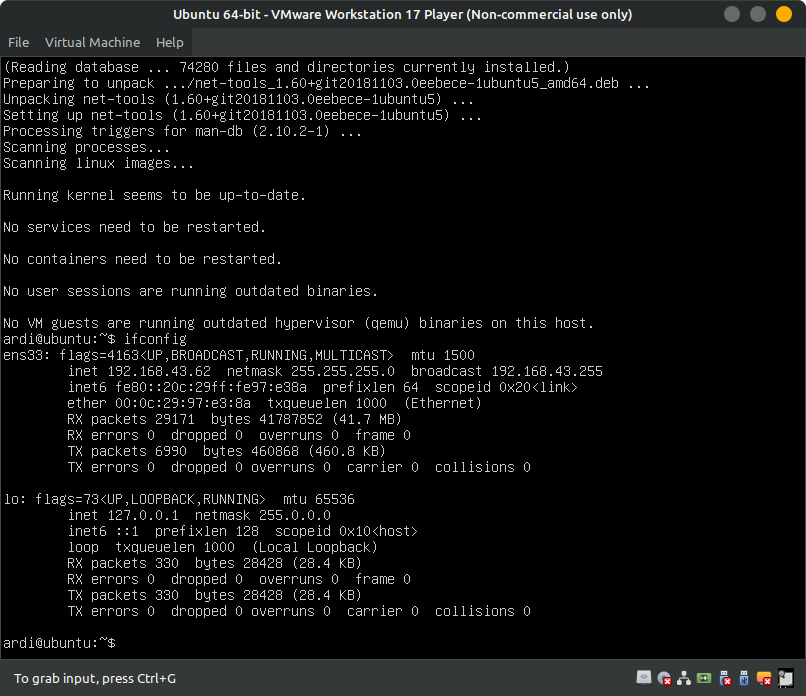 Ubuntu 64-bit - VMware Workstation 17 Player (Non-commercial use only)
File Virtual Machine Help
(Reading database ... 74280 files and directories currently installed.)
Preparing to unpack .../net-tools_1.60+git20181103.0eebece-1ubuntu5_amd64.deb ...
Unpacking net-tools (1.60+git20181103.0eebece-1ubuntu5) ...
Setting up net-tools (1.60+git20181103.0eebece-1ubuntu5) ...
Processing triggers for man-db (2.10.2-1) ...
Scanning processes...
Scanning linux images...
Running kernel seems to be up-to-date.
No services need to be restarted.
No containers need to be restarted.
No user sessions are running outdated binaries.
No VM guests are running outdated hypervisor (qemu) binaries on this host.
ardi@ubuntu:~$ ifconfig
ens33: flags=4163<UP,BROADCAST,RUNNING,MULTICAST>  mtu 1500
        inet 192.168.43.62  netmask 255.255.255.0  broadcast 192.168.43.255
        inet6 fe80::20c:29ff:fe97:e38a  prefixlen 64  scopeid 0x20<link>
        ether 00:0c:29:97:e3:8a  txqueuelen 1000  (Ethernet)
        RX packets 29171  bytes 41787852 (41.7 MB)
        RX errors 0  dropped 0  overruns 0  frame 0
        TX packets 6990  bytes 460868 (460.8 KB)
        TX errors 0  dropped 0 overruns 0  carrier 0  collisions 0
lo: flags=73<UP,LOOPBACK,RUNNING>  mtu 65536
        inet 127.0.0.1  netmask 255.0.0.0
        inet6 ::1  prefixlen 128  scopeid 0x10<host>
        loop  txqueuelen 1000  (Local Loopback)
        RX packets 330  bytes 28428 (28.4 KB)
        RX errors 0  dropped 0  overruns 0  frame 0
        TX packets 330  bytes 28428 (28.4 KB)
        TX errors 0  dropped 0 overruns 0  carrier 0  collisions 0
ardi@ubuntu:~$
To grab input, press Ctrl+G